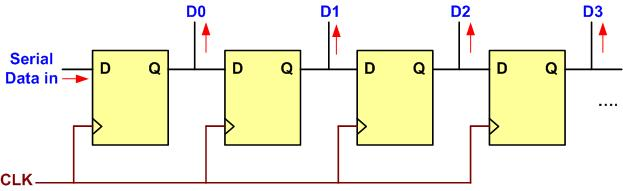 D0 D1 D2 D3
Serial
Data in
D Q D Q D Q D Q
....
CLK